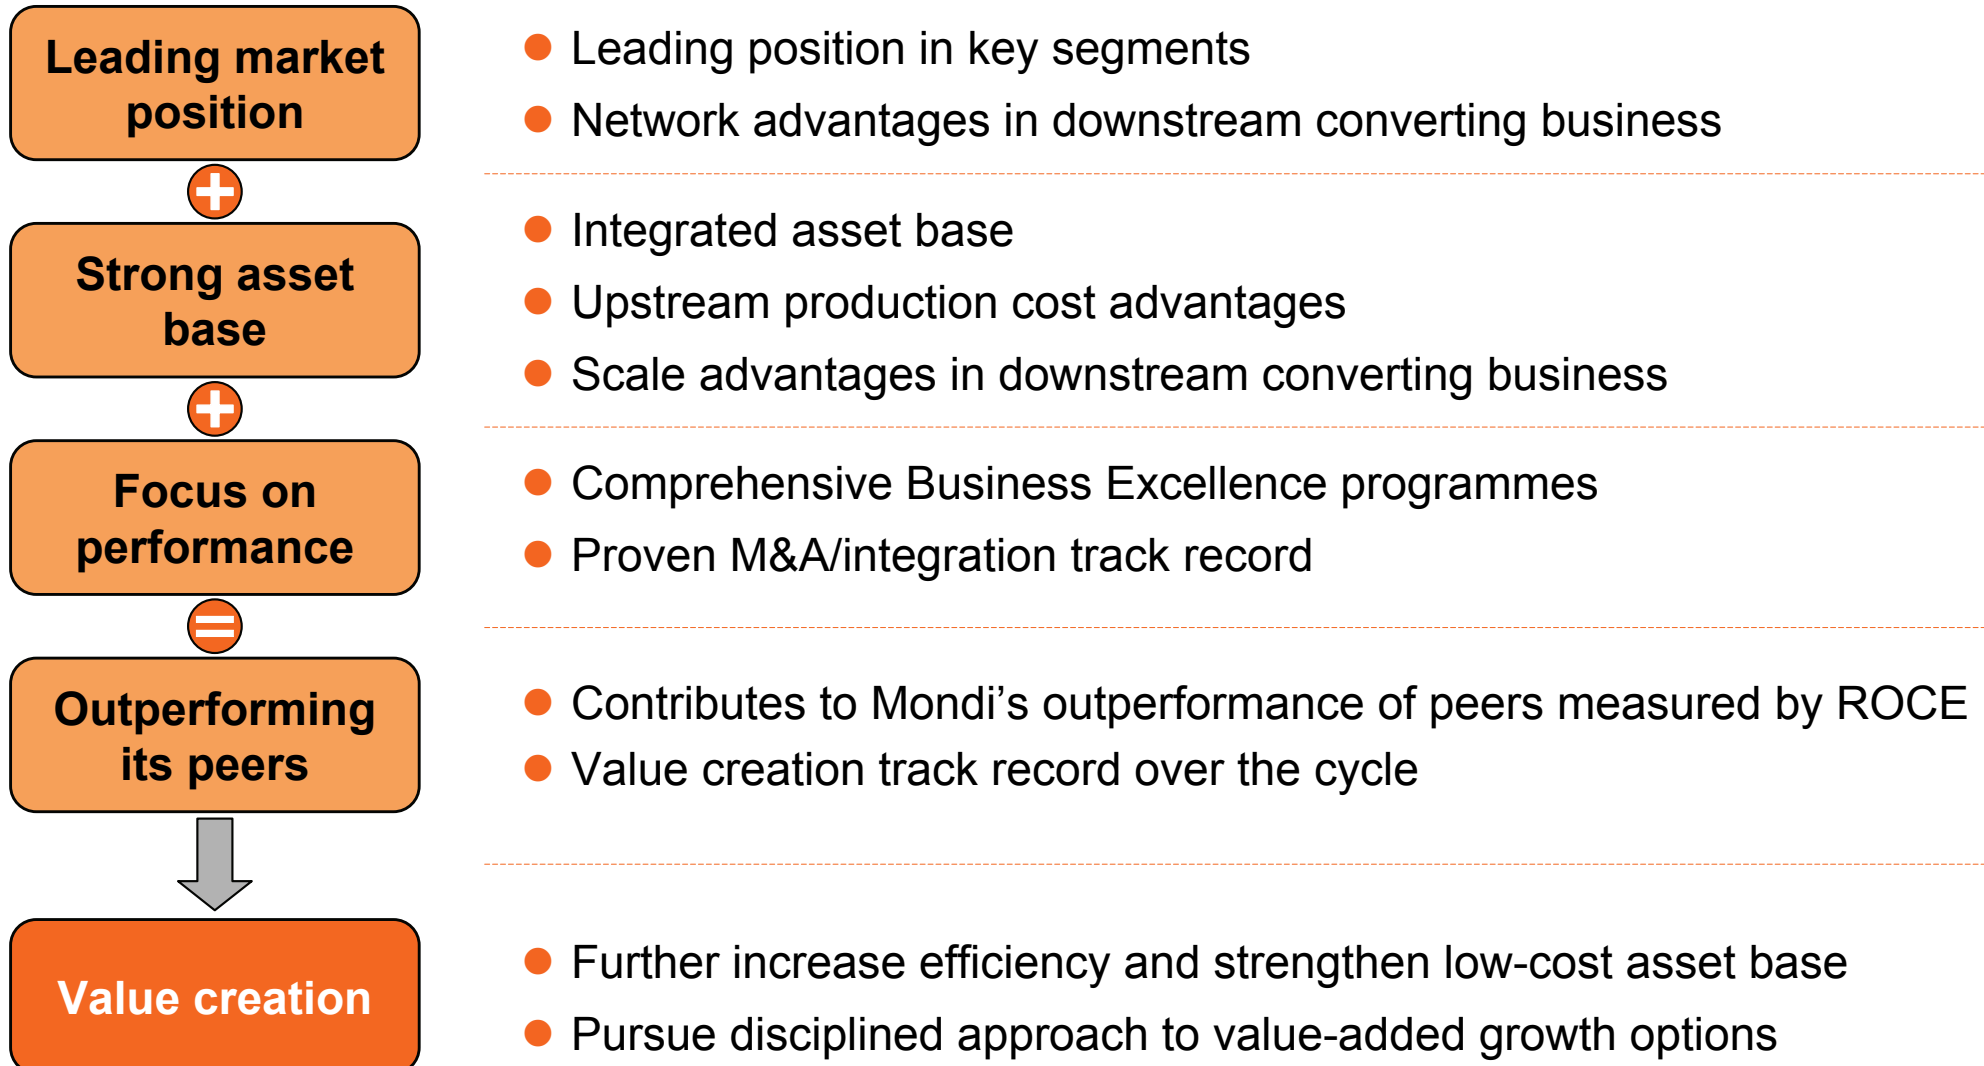 Leading market
position
Leading position in key segments
Network advantages in downstream converting business
Strong asset
base
Integrated asset base
Upstream production cost advantages
Scale advantages in downstream converting business
Focus on
performance
Comprehensive Business Excellence programmes
Proven M&A/integration track record
Outperforming
its peers
Contributes to Mondi’s outperformance of peers measured by ROCE
Value creation track record over the cycle
Value creation
Further increase efficiency and strengthen low-cost asset base
Pursue disciplined approach to value-added growth options